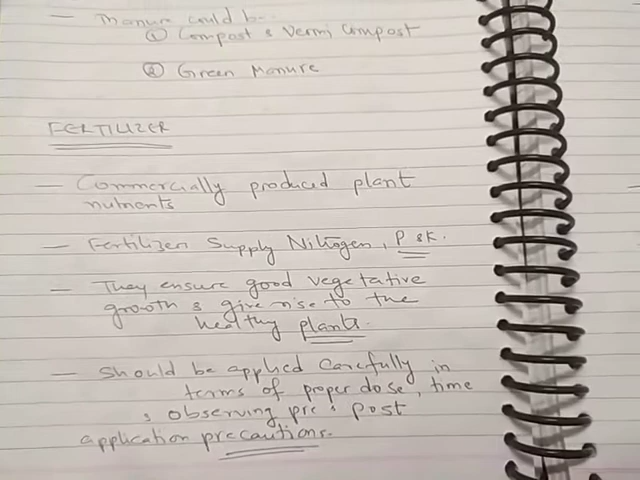 — Manure could b..
① Compost & Vermi Compost
② Green Manure
FERTILIZER
— Commercially produced plant
nutrients
— Fertilizer Supply Nitrogen, P & K.
— They ensure good vegetative
growth & give rise to the
healthy plants.
— Should be applied Carefully in
terms of proper dose, time
& observing pre & post
application precautions.